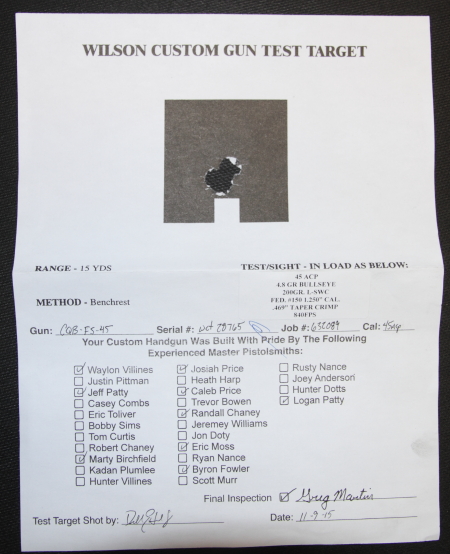 WILSON CUSTOM GUN TEST TARGET
RANGE - 15 YDS
TEST/SIGHT - IN LOAD AS BELOW:
45 ACP
4.8 GR BULLSEYE
200GR. L-SWC
FED. #150 1.250" CAL.
.469" TAPER CRIMP
840FPS
METHOD - Benchrest
Gun: CQB-FS-45 Serial #: WCT 20765 Job #: 652089 Cal: 45acp
Your Custom Handgun Was Built With Pride By The Following
Experienced Master Pistolsmiths:
Waylon Villines
Justin Pittman
Jeff Patty
Casey Combs
Eric Toliver
Bobby Sims
Tom Curtis
Robert Chaney
Marty Birchfield
Kadan Plumlee
Hunter Villines
Josiah Price
Heath Harp
Caleb Price
Trevor Bowen
Randall Chaney
Jeremey Williams
Jon Doty
Eric Moss
Ryan Nance
Byron Fowler
Scott Murr
Rusty Nance
Joey Anderson
Hunter Dotts
Logan Patty
Final Inspection Greg Martin
Test Target Shot by:
Date: 11-9-15